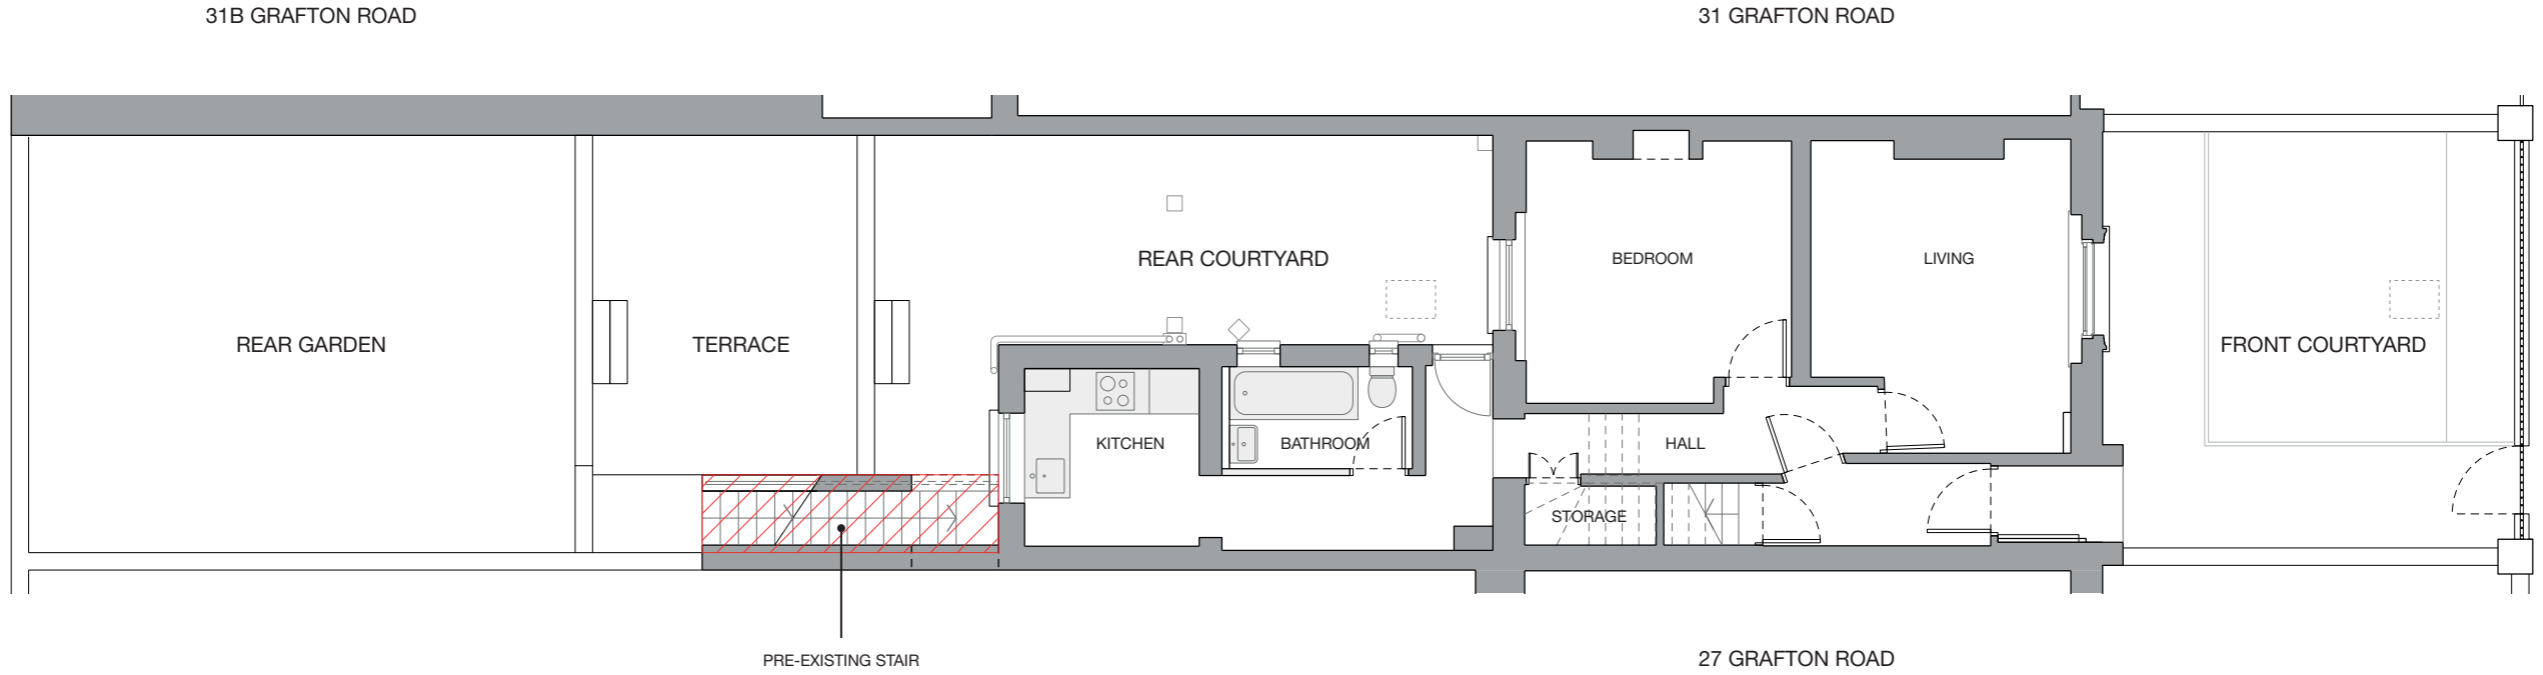 31B GRAFTON ROAD
31 GRAFTON ROAD
REAR COURTYARD
BEDROOM
LIVING
REAR GARDEN
TERRACE
FRONT COURTYARD
KITCHEN
BATHROOM
HALL
STORAGE
PRE-EXISTING STAIR
27 GRAFTON ROAD